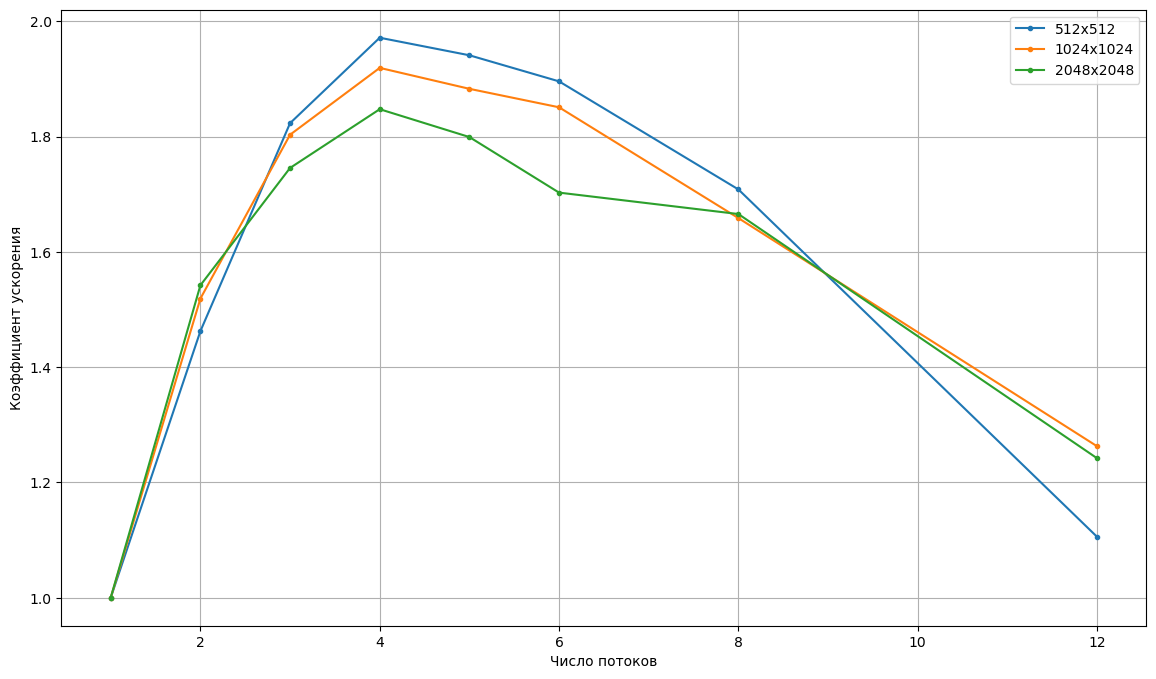 2.0
1.8
1.6
1.4
1.2
1.0
Коэффициент ускорения
512x512
1024x1024
2048x2048
2 4 6 8 10 12
Число потоков